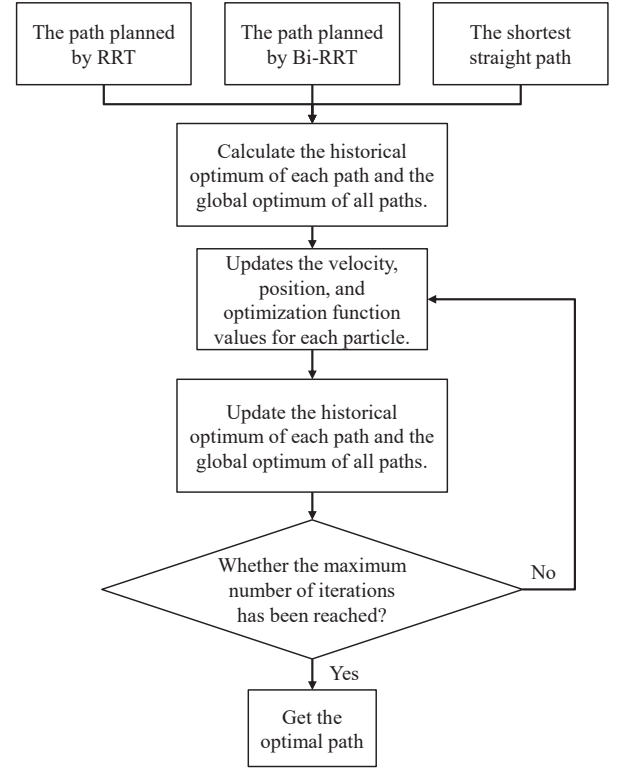 The path planned
by RRT
The path planned
by Bi-RRT
The shortest
straight path
Calculate the historical
optimum of each path and the
global optimum of all paths.
Updates the velocity,
position, and
optimization function
values for each particle.
Update the historical
optimum of each path and the
global optimum of all paths.
Whether the maximum
number of iterations
has been reached?
No
Yes
Get the
optimal path